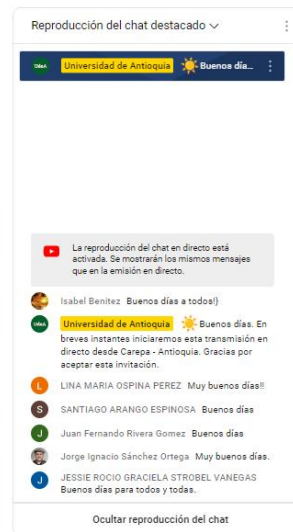 Reproducción del chat destacado
UdeA Universidad de Antioquia Buenos día...
La reproducción del chat en directo está
activada. Se mostrarán los mismos mensajes
que en la emisión en directo.
Isabel Benitez Buenos días a todos!}
UdeA Universidad de Antioquia Buenos días. En
breves instantes iniciaremos esta transmisión en
directo desde Carepa - Antioquia. Gracias por
aceptar esta invitación.
L LINA MARIA OSPINA PEREZ Muy buenos días!!
S SANTIAGO ARANGO ESPINOSA Buenos días
J Juan Fernando Rivera Gomez Buenos días
Jorge Ignacio Sánchez Ortega Muy buenos días.
J JESSIE ROCIO GRACIELA STROBEL VANEGAS
Buenos días para todos y todas.
Ocultar reproducción del chat